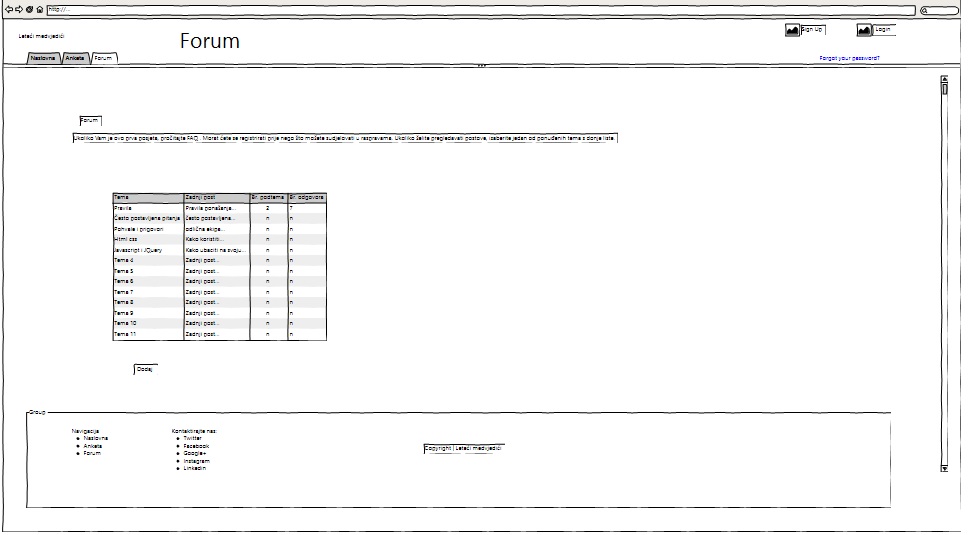 http://...
Leteći medvjedići
Forum
Sign Up
Login
Naslovna Anketa Forum
Forgot your password?
Forum
Ukoliko Vam je ovo prva posjeta, pročitajte FAQ . Morat ćete se registrirati prije nego što možete sudjelovati u raspravama. Ukoliko želite pregledavati postove, izaberite jedan od ponuđenih tema s donje liste.
Tema Zadnji post Br. podtema Br. odgovora
Pravila Pravila ponašanja... 2 7
Često postavljena pitanja često postavljena... n n
Pohvale i prigovori odlična ekipa... n n
Html css Kako koristiti... n n
Javascript i JQuery Kako ubaciti na svoju... n n
Tema 4 Zadnji post... n n
Tema 5 Zadnji post... n n
Tema 6 Zadnji post... n n
Tema 7 Zadnji post... n n
Tema 8 Zadnji post... n n
Tema 9 Zadnji post... n n
Tema 10 Zadnji post... n n
Tema 11 Zadnji post... n n
Dodaj
Group
Navigacija
Naslovna
Anketa
Forum
Kontaktirajte nas:
Twitter
Facebook
Google+
Instagram
Linkedin
Copyright | Leteći medvjedići